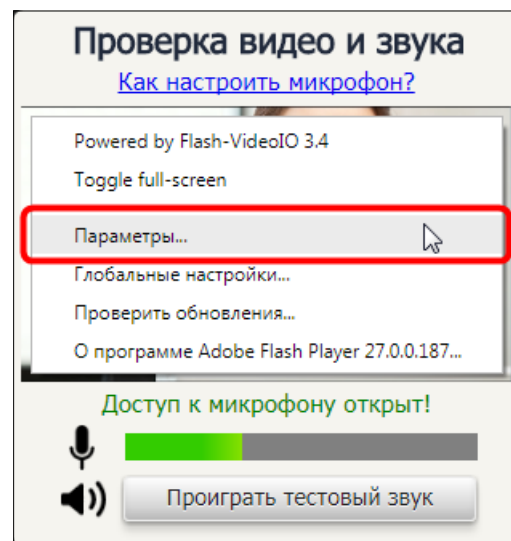 Проверка видео и звука
Как настроить микрофон?
Powered by Flash-VideoIO 3.4
Toggle full-screen
Параметры...
Глобальные настройки...
Проверить обновления...
О программе Adobe Flash Player 27.0.0.187...
Доступ к микрофону открыт!
Проиграть тестовый звук